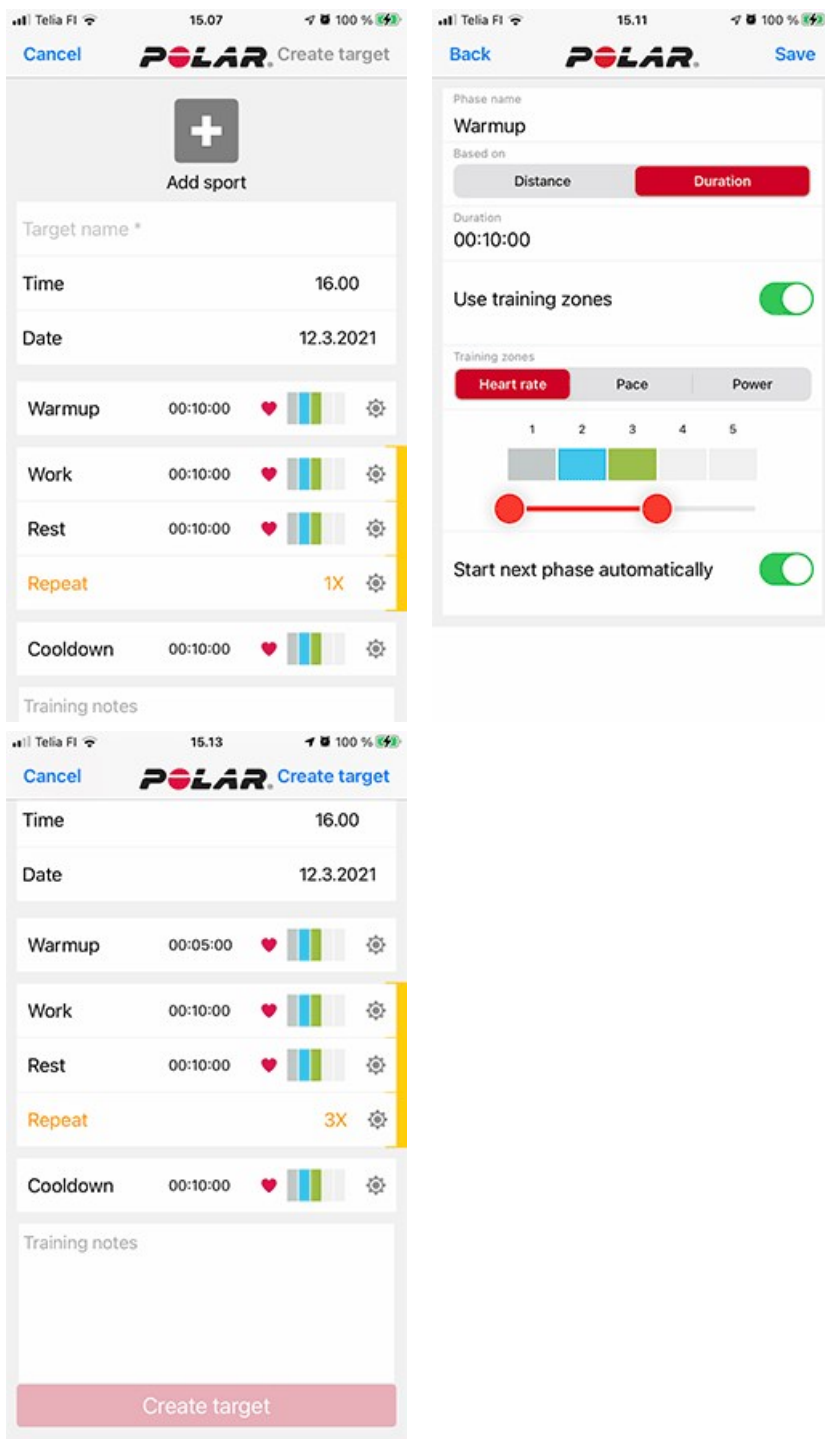 Telia FI 15.07 100 %
Cancel POLAR. Create target
Add sport
Target name *
Time 16.00
Date 12.3.2021
Warmup 00:10:00
Work 00:10:00
Rest 00:10:00
Repeat 1X
Cooldown 00:10:00
Training notes
Telia FI 15.11 100 %
Back POLAR. Save
Phase name
Warmup
Based on
Distance Duration
Duration
00:10:00
Use training zones
Training zones
Heart rate Pace Power
1 2 3 4 5
Start next phase automatically
Telia FI 15.13 100 %
Cancel POLAR. Create target
Time 16.00
Date 12.3.2021
Warmup 00:05:00
Work 00:10:00
Rest 00:10:00
Repeat 3X
Cooldown 00:10:00
Training notes
Create target